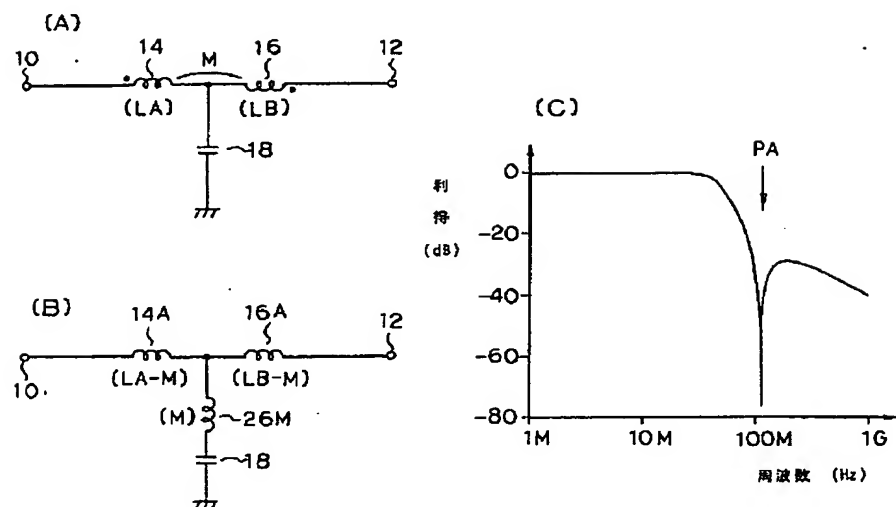 (A)
10
14
M
16
12
(LA)
(LB)
18
(B)
14A
16A
12
10
(LA-M)
(LB-M)
(M)
26M
18
(C)
PA
利得
(dB)
0
-20
-40
-60
-80
1M
10M
100M
1G
周波数 (Hz)